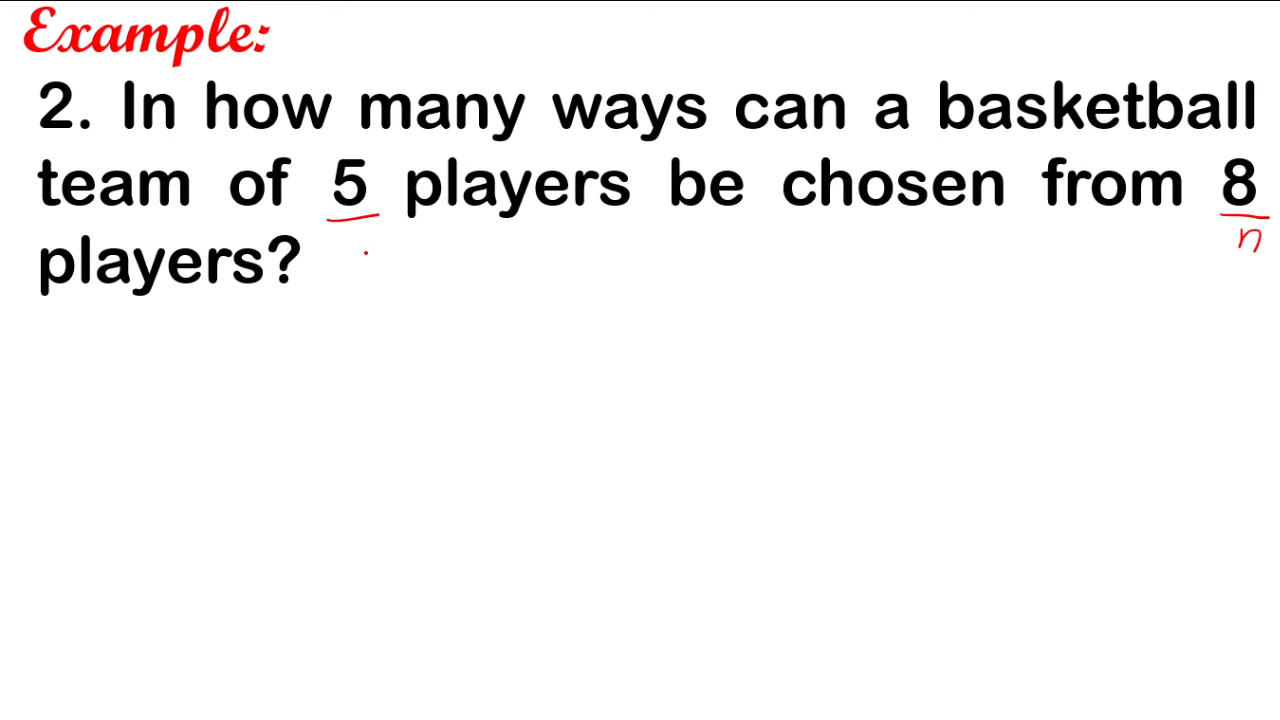 Example:
2. In how many ways can a basketball
team of 5 players be chosen from 8
n
players?